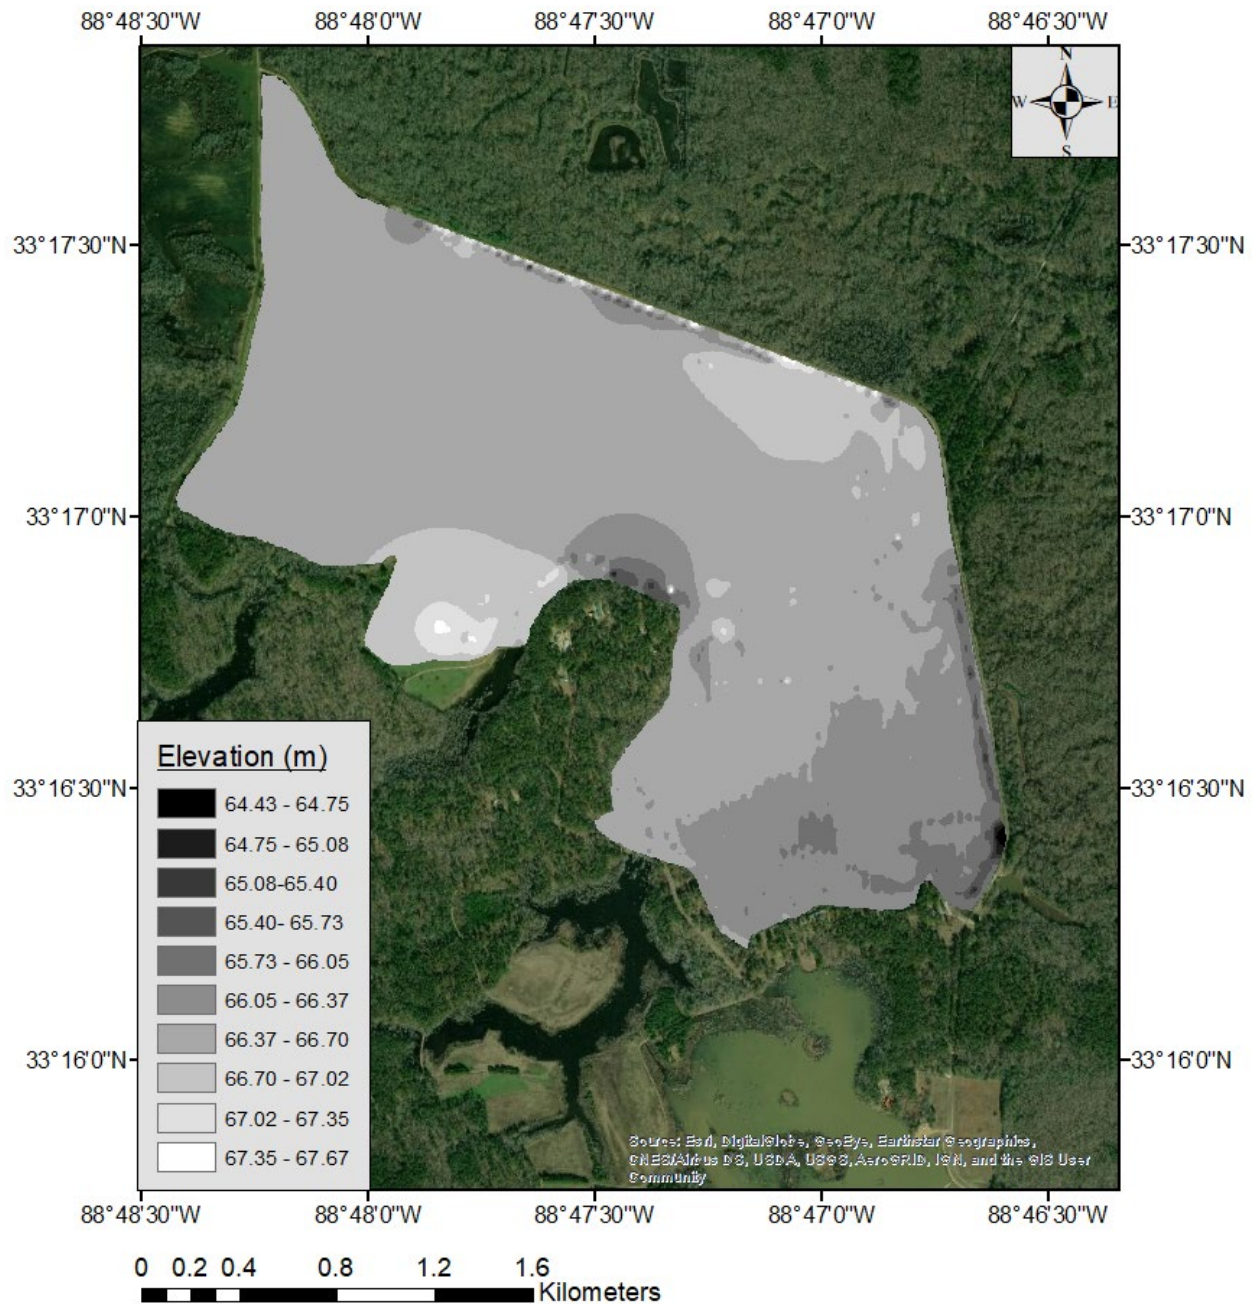 88°48'30"W 88°48'0"W 88°47'30"W 88°47'0"W 88°46'30"W
N
W E
S
33°17'30"N 33°17'30"N
33°17'0"N 33°17'0"N
Elevation (m)
33°16'30"N 33°16'30"N
64.43 - 64.75
64.75 - 65.08
65.08-65.40
65.40- 65.73
65.73 - 66.05
66.05 - 66.37
66.37 - 66.70
33°16'0"N 33°16'0"N
66.70 - 67.02
67.02 - 67.35
67.35 - 67.67
Source: Esri, DigitalGlobe, GeoEye, Earthstar Geographics,
CNES/Airbus DS, USDA, USGS, AeroGRID, IGN, and the GIS User
Community
88°48'30"W 88°48'0"W 88°47'30"W 88°47'0"W 88°46'30"W
0 0.2 0.4 0.8 1.2 1.6
Kilometers